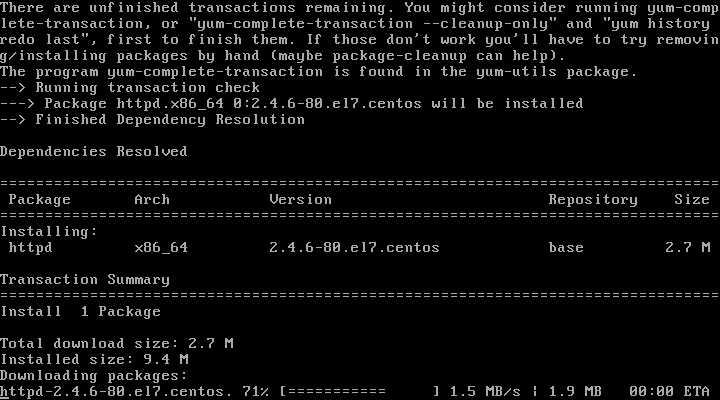 There are unfinished transactions remaining. You might consider running yum-comp
lete-transaction, or "yum-complete-transaction --cleanup-only" and "yum history
redo last", first to finish them. If those don't work you'll have to try removin
g/installing packages by hand (maybe package-cleanup can help).
The program yum-complete-transaction is found in the yum-utils package.
--> Running transaction check
---> Package httpd.x86_64 0:2.4.6-80.el7.centos will be installed
--> Finished Dependency Resolution

Dependencies Resolved

================================================================================
 Package       Arch         Version                        Repository    Size
================================================================================
Installing:
 httpd         x86_64         2.4.6-80.el7.centos            base         2.7 M

Transaction Summary
================================================================================
Install  1 Package

Total download size: 2.7 M
Installed size: 9.4 M
Downloading packages:
httpd-2.4.6-80.el7.centos. 71% [===========     ] 1.5 MB/s | 1.9 MB   00:00 ETA